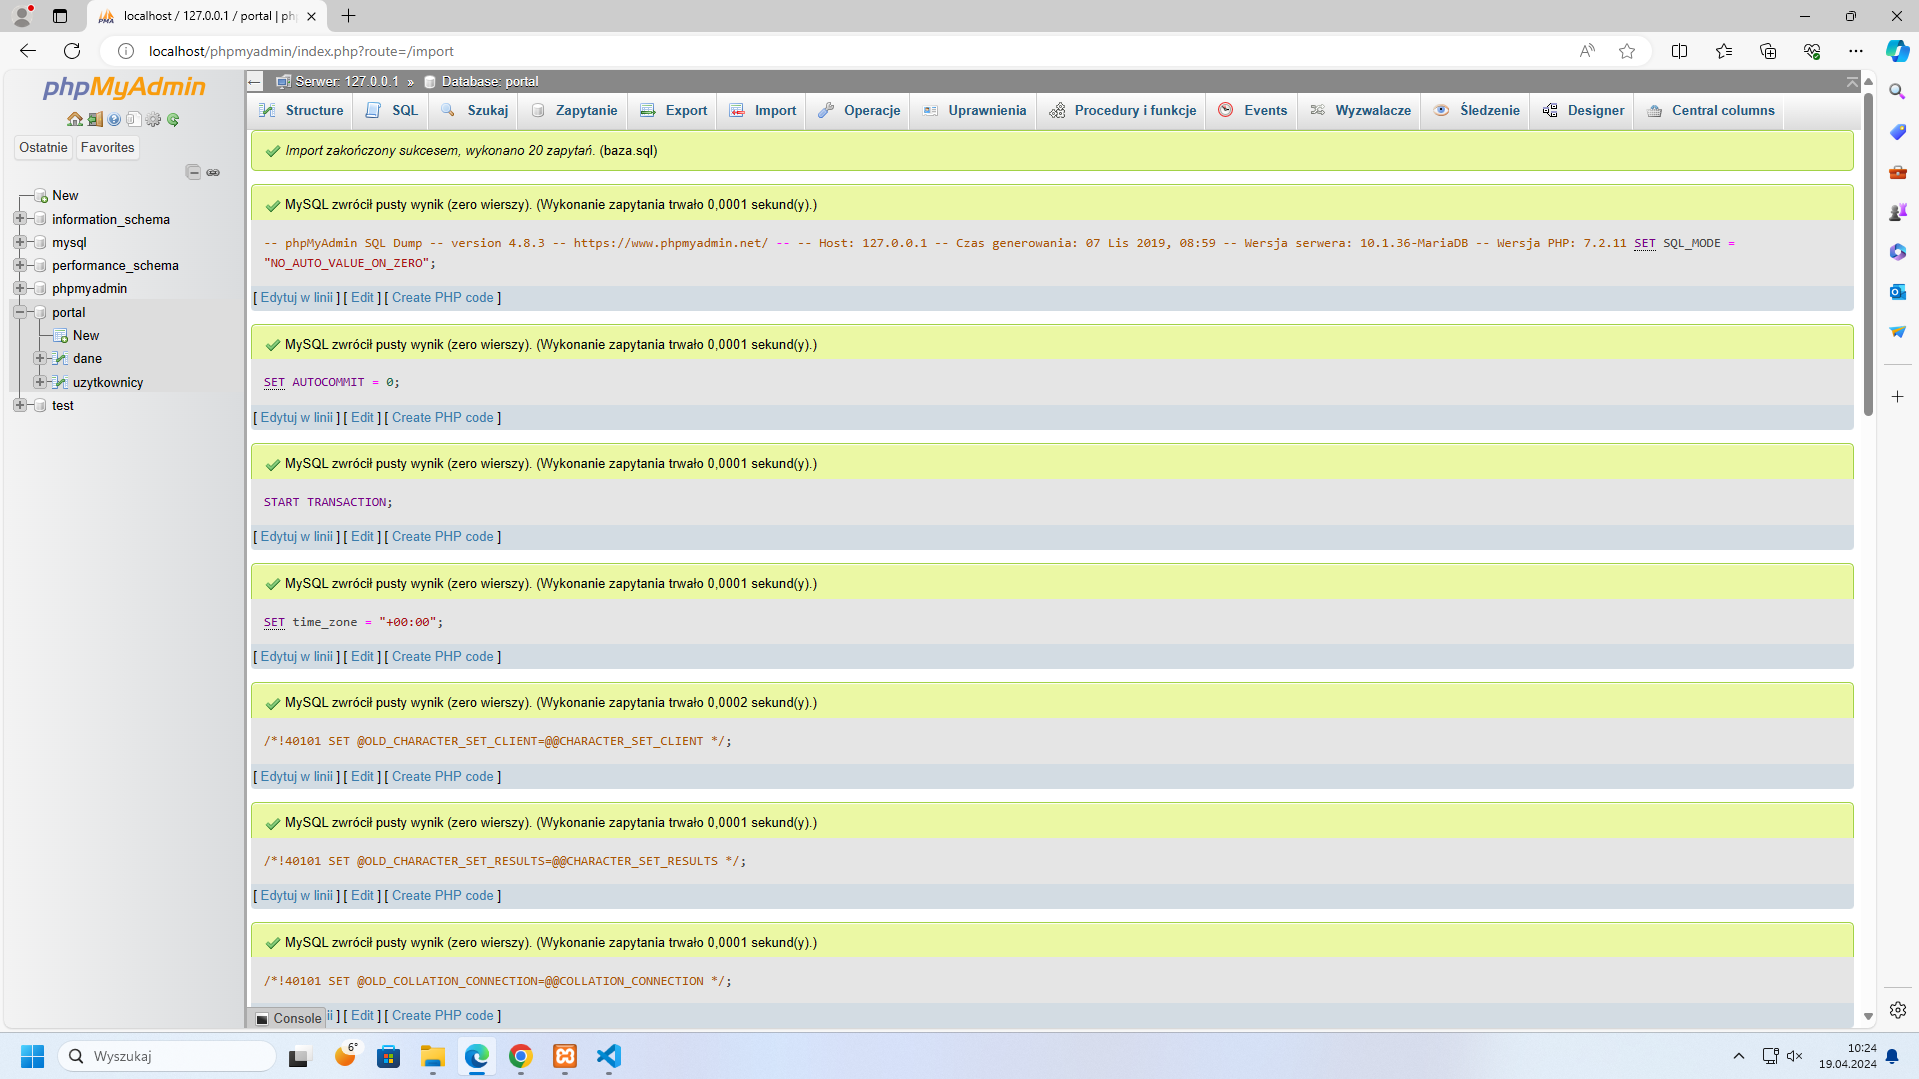 localhost / 127.0.0.1 / portal | ph
localhost/phpmyadmin/index.php?route=/import
phpMyAdmin
Ostatnie
Favorites
New
information_schema
mysql
performance_schema
phpmyadmin
portal
New
dane
uzytkownicy
test
Serwer: 127.0.0.1 » Database: portal
Structure SQL Szukaj Zapytanie Export Import Operacje Uprawnienia Procedury i funkcje Events Wyzwalacze Śledzenie Designer Central columns
Import zakończony sukcesem, wykonano 20 zapytań. (baza.sql)
MySQL zwrócił pusty wynik (zero wierszy). (Wykonanie zapytania trwało 0,0001 sekund(y).)
-- phpMyAdmin SQL Dump -- version 4.8.3 -- https://www.phpmyadmin.net/ -- -- Host: 127.0.0.1 -- Czas generowania: 07 Lis 2019, 08:59 -- Wersja serwera: 10.1.36-MariaDB -- Wersja PHP: 7.2.11 SET SQL_MODE =
"NO_AUTO_VALUE_ON_ZERO";
[ Edytuj w linii ] [ Edit ] [ Create PHP code ]
MySQL zwrócił pusty wynik (zero wierszy). (Wykonanie zapytania trwało 0,0001 sekund(y).)
SET AUTOCOMMIT = 0;
[ Edytuj w linii ] [ Edit ] [ Create PHP code ]
MySQL zwrócił pusty wynik (zero wierszy). (Wykonanie zapytania trwało 0,0001 sekund(y).)
START TRANSACTION;
[ Edytuj w linii ] [ Edit ] [ Create PHP code ]
MySQL zwrócił pusty wynik (zero wierszy). (Wykonanie zapytania trwało 0,0001 sekund(y).)
SET time_zone = "+00:00";
[ Edytuj w linii ] [ Edit ] [ Create PHP code ]
MySQL zwrócił pusty wynik (zero wierszy). (Wykonanie zapytania trwało 0,0002 sekund(y).)
/*!40101 SET @OLD_CHARACTER_SET_CLIENT=@@CHARACTER_SET_CLIENT */;
[ Edytuj w linii ] [ Edit ] [ Create PHP code ]
MySQL zwrócił pusty wynik (zero wierszy). (Wykonanie zapytania trwało 0,0001 sekund(y).)
/*!40101 SET @OLD_CHARACTER_SET_RESULTS=@@CHARACTER_SET_RESULTS */;
[ Edytuj w linii ] [ Edit ] [ Create PHP code ]
MySQL zwrócił pusty wynik (zero wierszy). (Wykonanie zapytania trwało 0,0001 sekund(y).)
/*!40101 SET @OLD_COLLATION_CONNECTION=@@COLLATION_CONNECTION */;
Console ii ] [ Edit ] [ Create PHP code ]
Wyszukaj
6°
10:24
19.04.2024